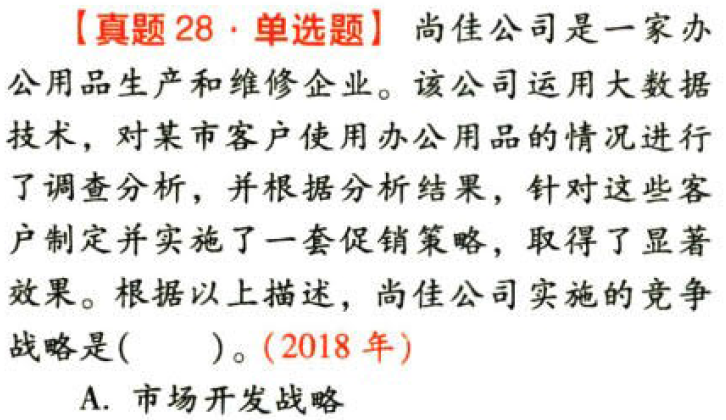 【真题 28 · 单选题】 尚佳公司是一家办
公用品生产和维修企业。该公司运用大数据
技术，对某市客户使用办公用品的情况进行
了调查分析，并根据分析结果，针对这些客
户制定并实施了一套促销策略，取得了显著
效果。根据以上描述，尚佳公司实施的竞争
战略是(　　)。(2018 年)
A. 市场开发战略